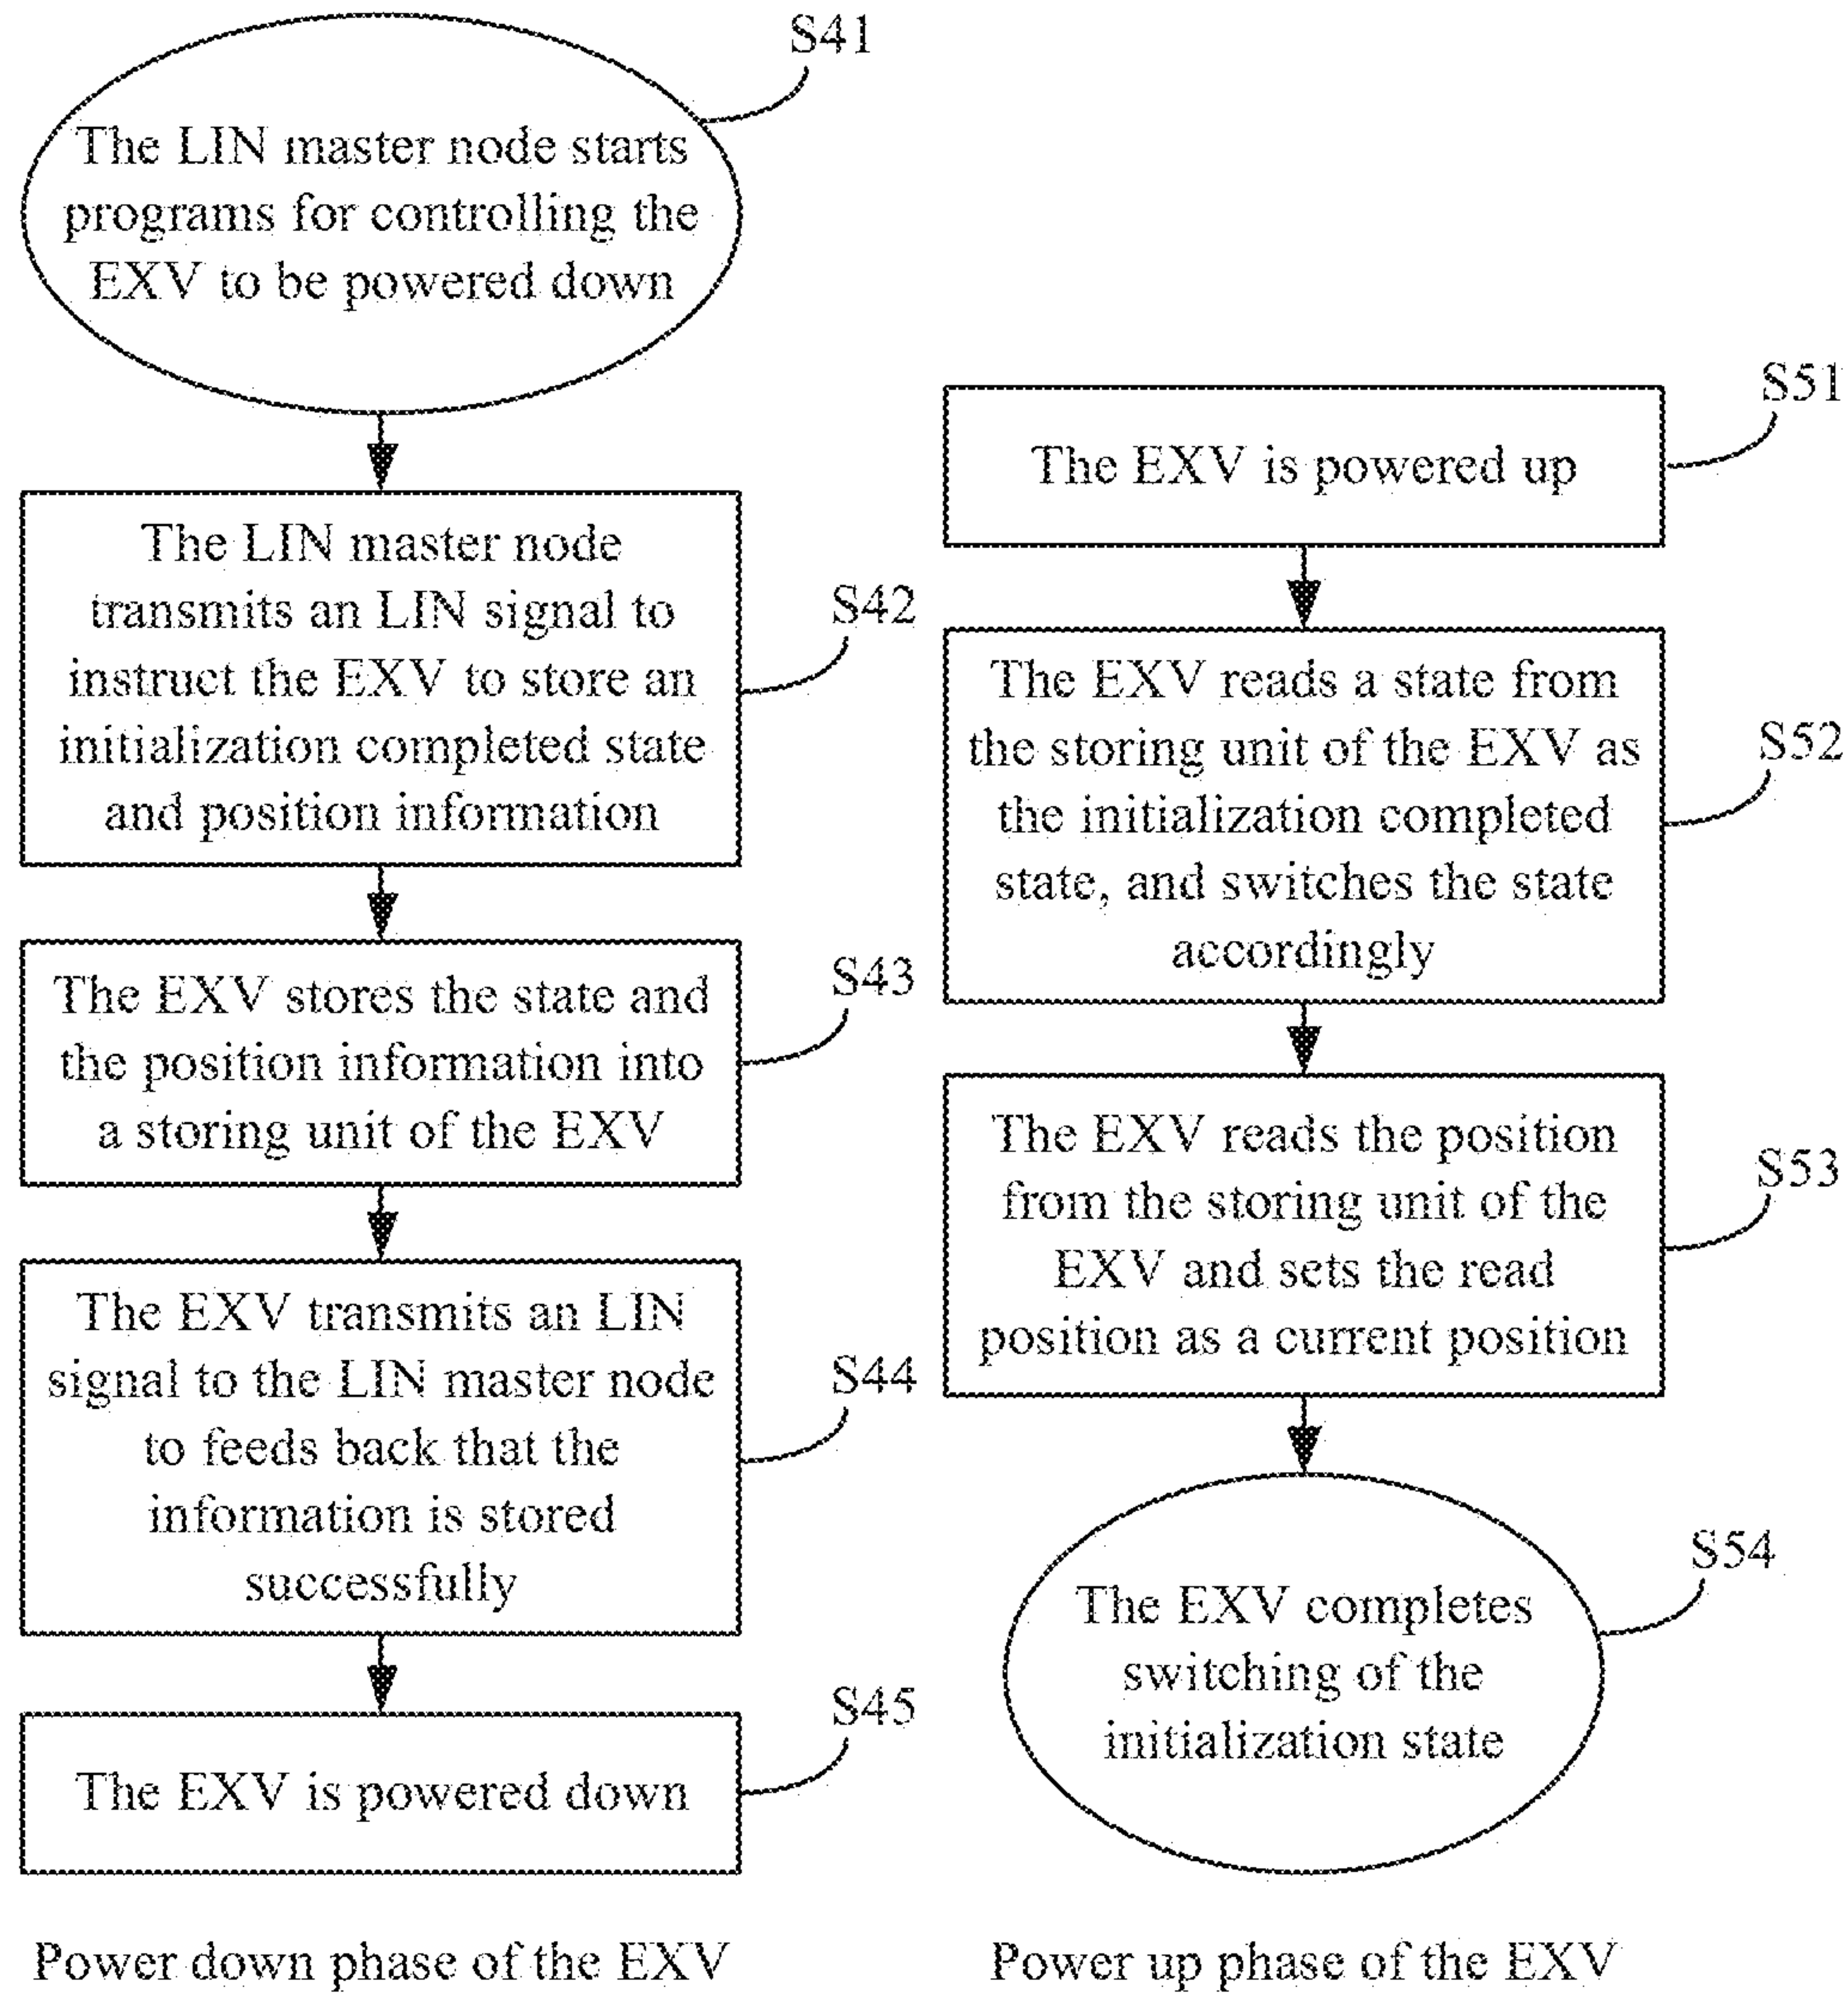 S41
The LIN master node starts
programs for controlling the
EXV to be powered down
The LIN master node
transmits an LIN signal to
instruct the EXV to store an
initialization completed state
and position information
S42
The EXV stores the state and
the position information into
a storing unit of the EXV
S43
The EXV transmits an LIN
signal to the LIN master node
to feeds back that the
information is stored
successfully
S44
The EXV is powered down
S45
Power down phase of the EXV
The EXV is powered up
S51
The EXV reads a state from
the storing unit of the EXV as
the initialization completed
state, and switches the state
accordingly
S52
The EXV reads the position
from the storing unit of the
EXV and sets the read
position as a current position
S53
The EXV completes
switching of the
initialization state
S54
Power up phase of the EXV